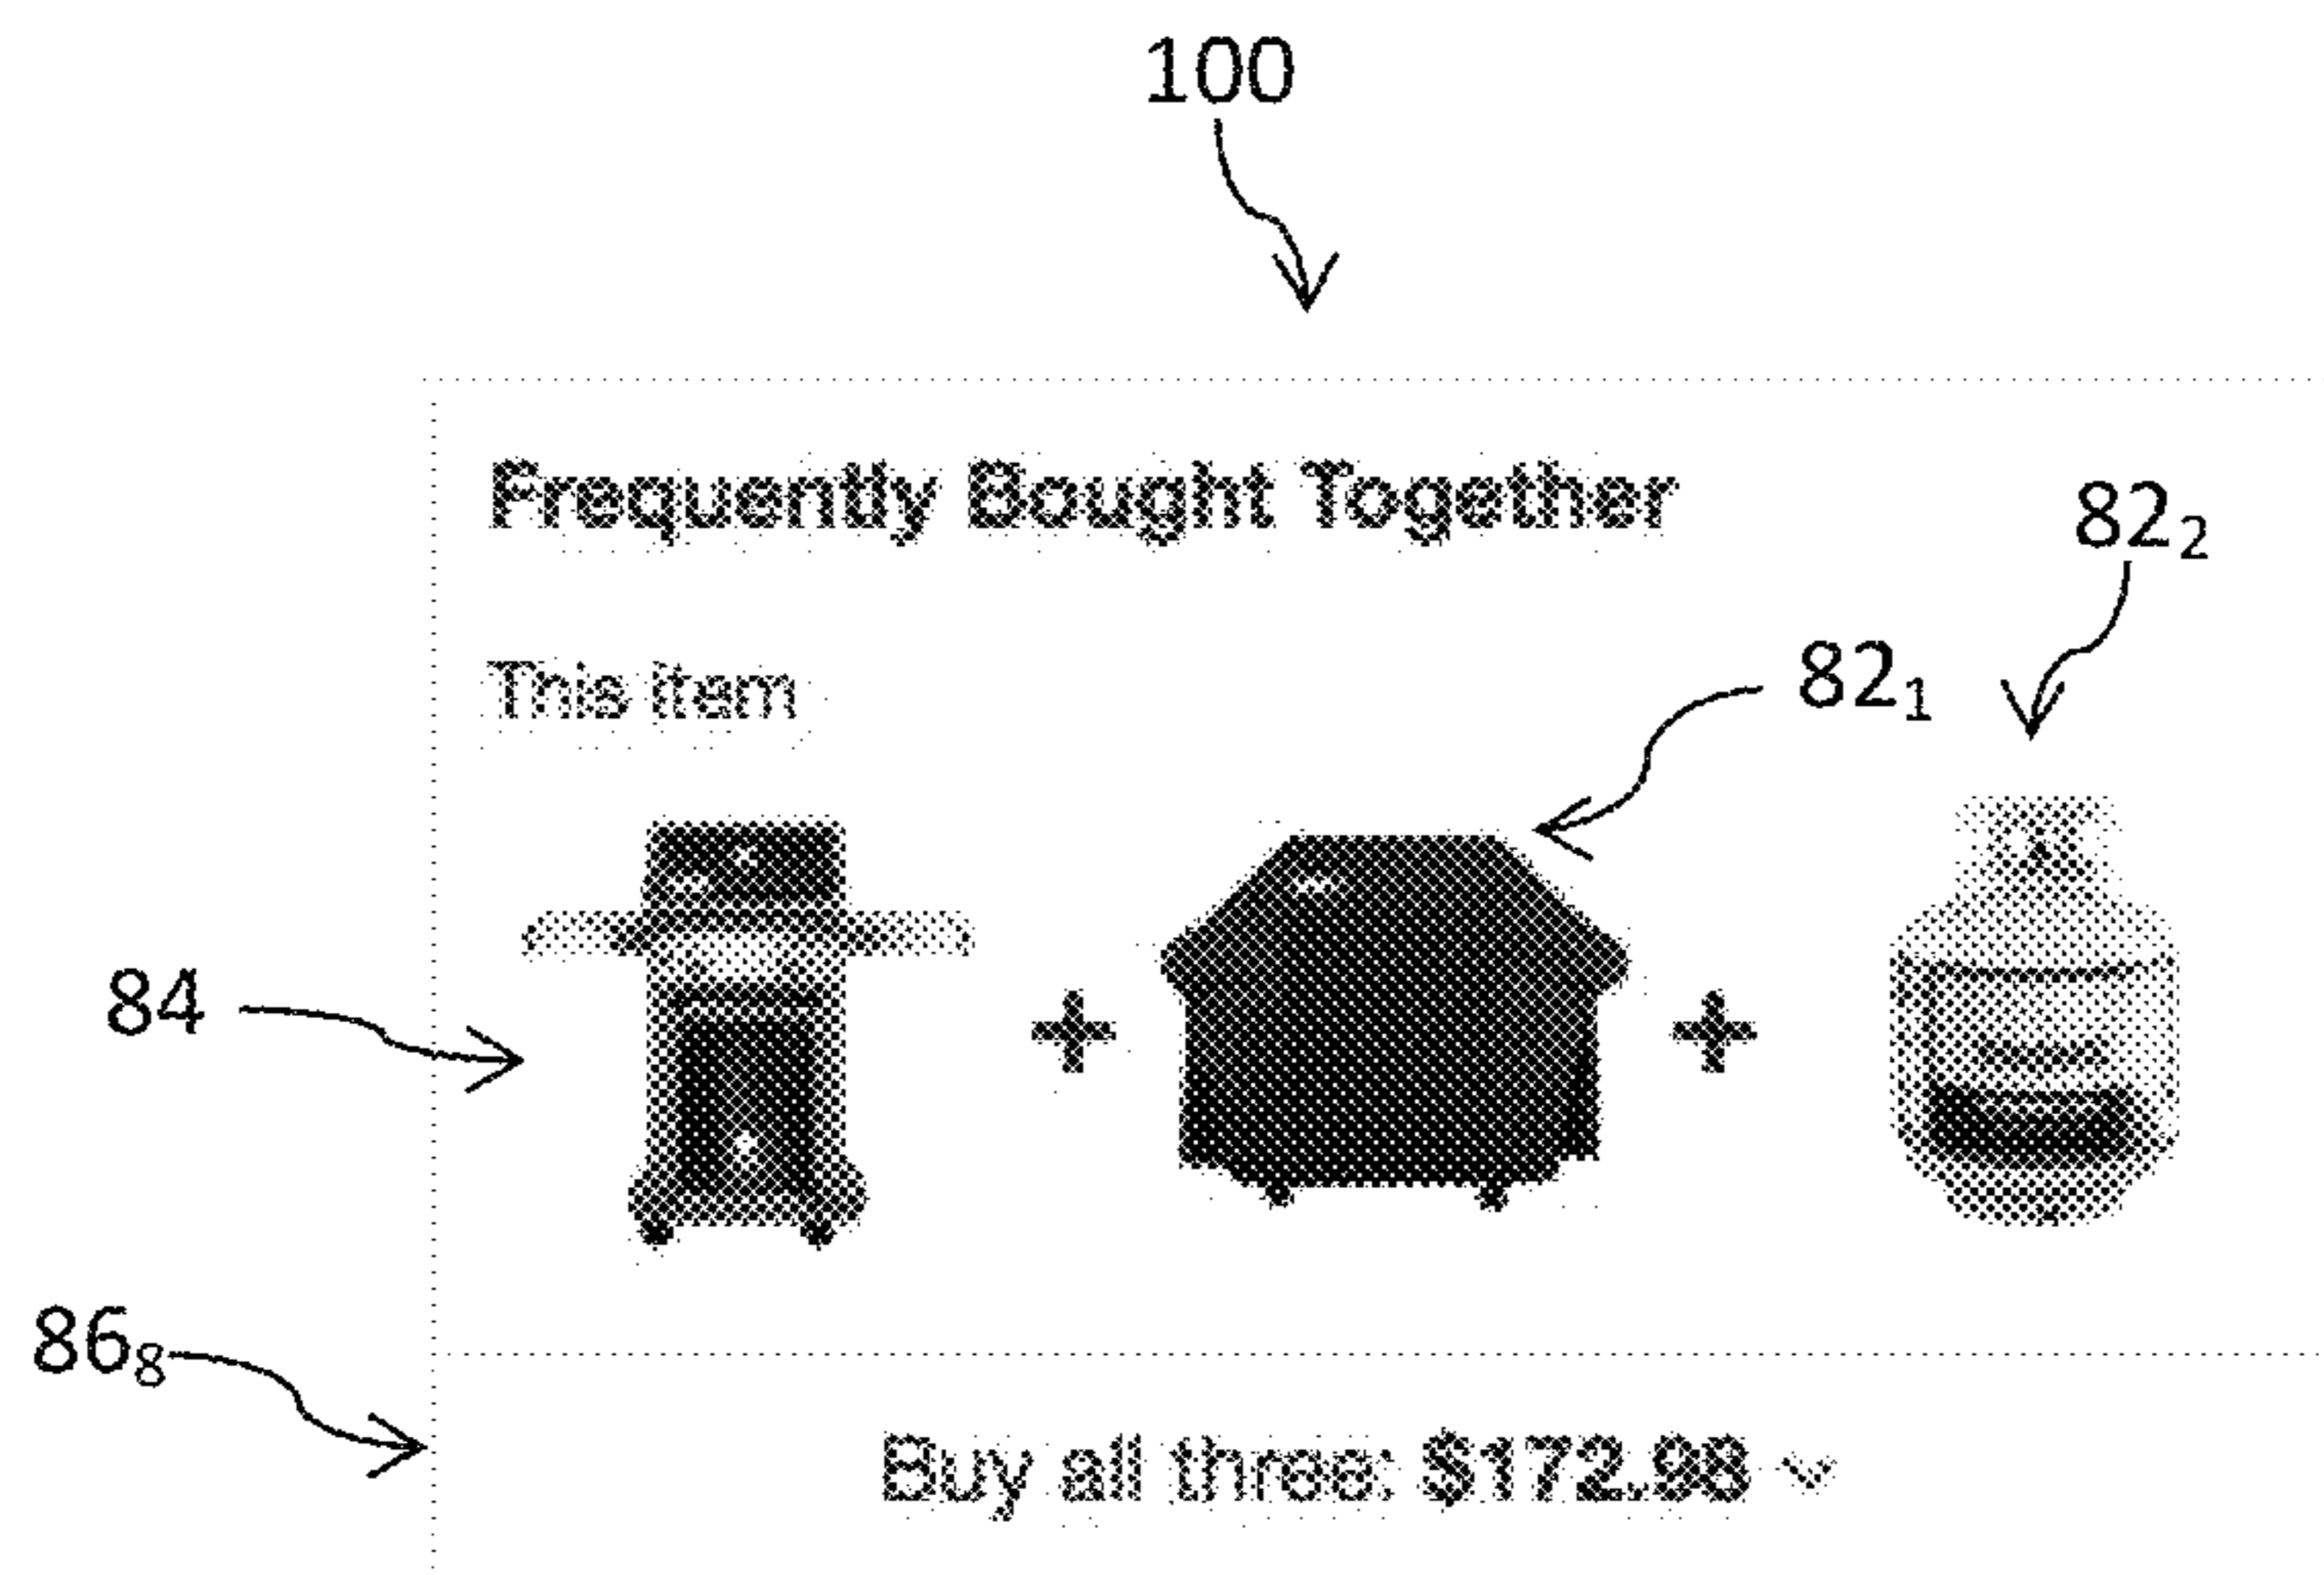 100
Frequently Bought Together
82₂
This item
82₁
84
86₈
Buy all three: $172.98